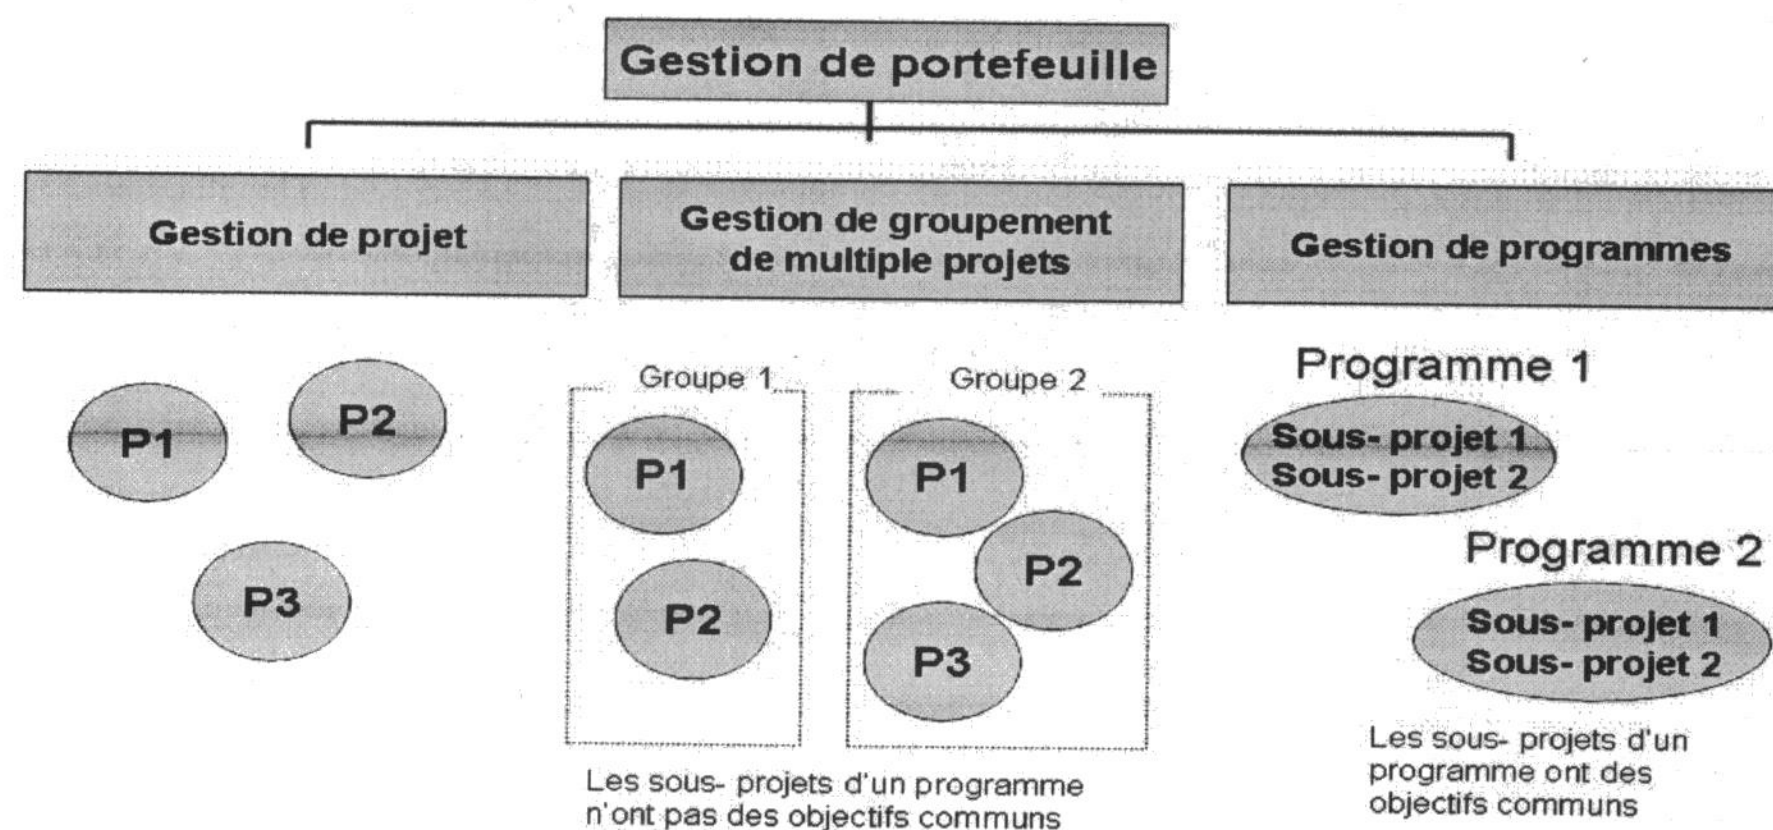 Gestion de portefeuille
Gestion de projet
Gestion de groupement
de multiple projets
Gestion de programmes
P1
P2
P3
Groupe 1
P1
P2
Groupe 2
P1
P2
P3
Les sous- projets d'un programme
n'ont pas des objectifs communs
Programme 1
Sous- projet 1
Sous- projet 2
Programme 2
Sous- projet 1
Sous- projet 2
Les sous- projets d'un
programme ont des
objectifs communs